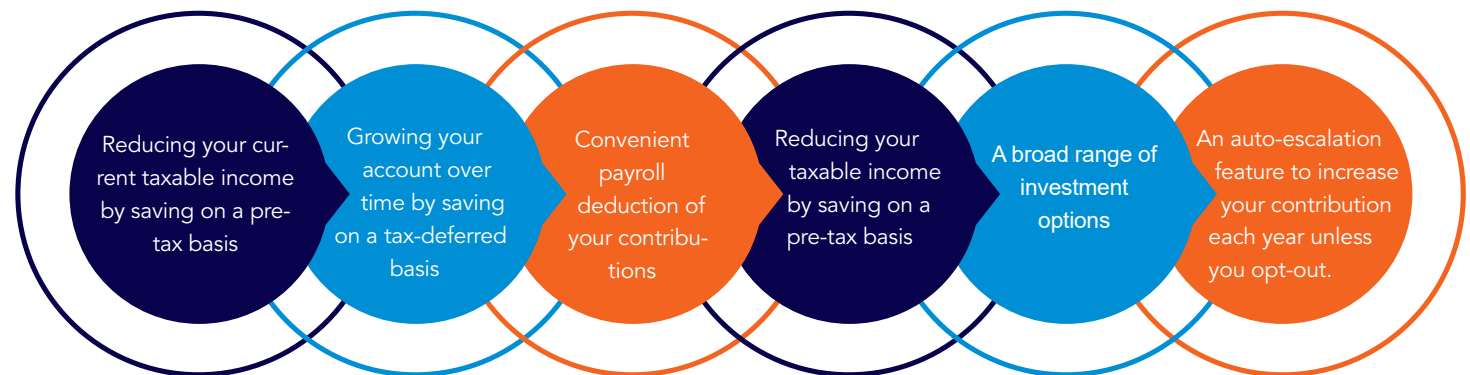 Reducing your cur-
rent taxable income
by saving on a pre-
tax basis
Growing your
account over
time by saving
on a tax-deferred
basis
Convenient
payroll
deduction of
your contribu-
tions
Reducing your
taxable income
by saving on a
pre-tax basis
A broad range of
investment
options
An auto-escalation
feature to increase
your contribution
each year unless
you opt-out.